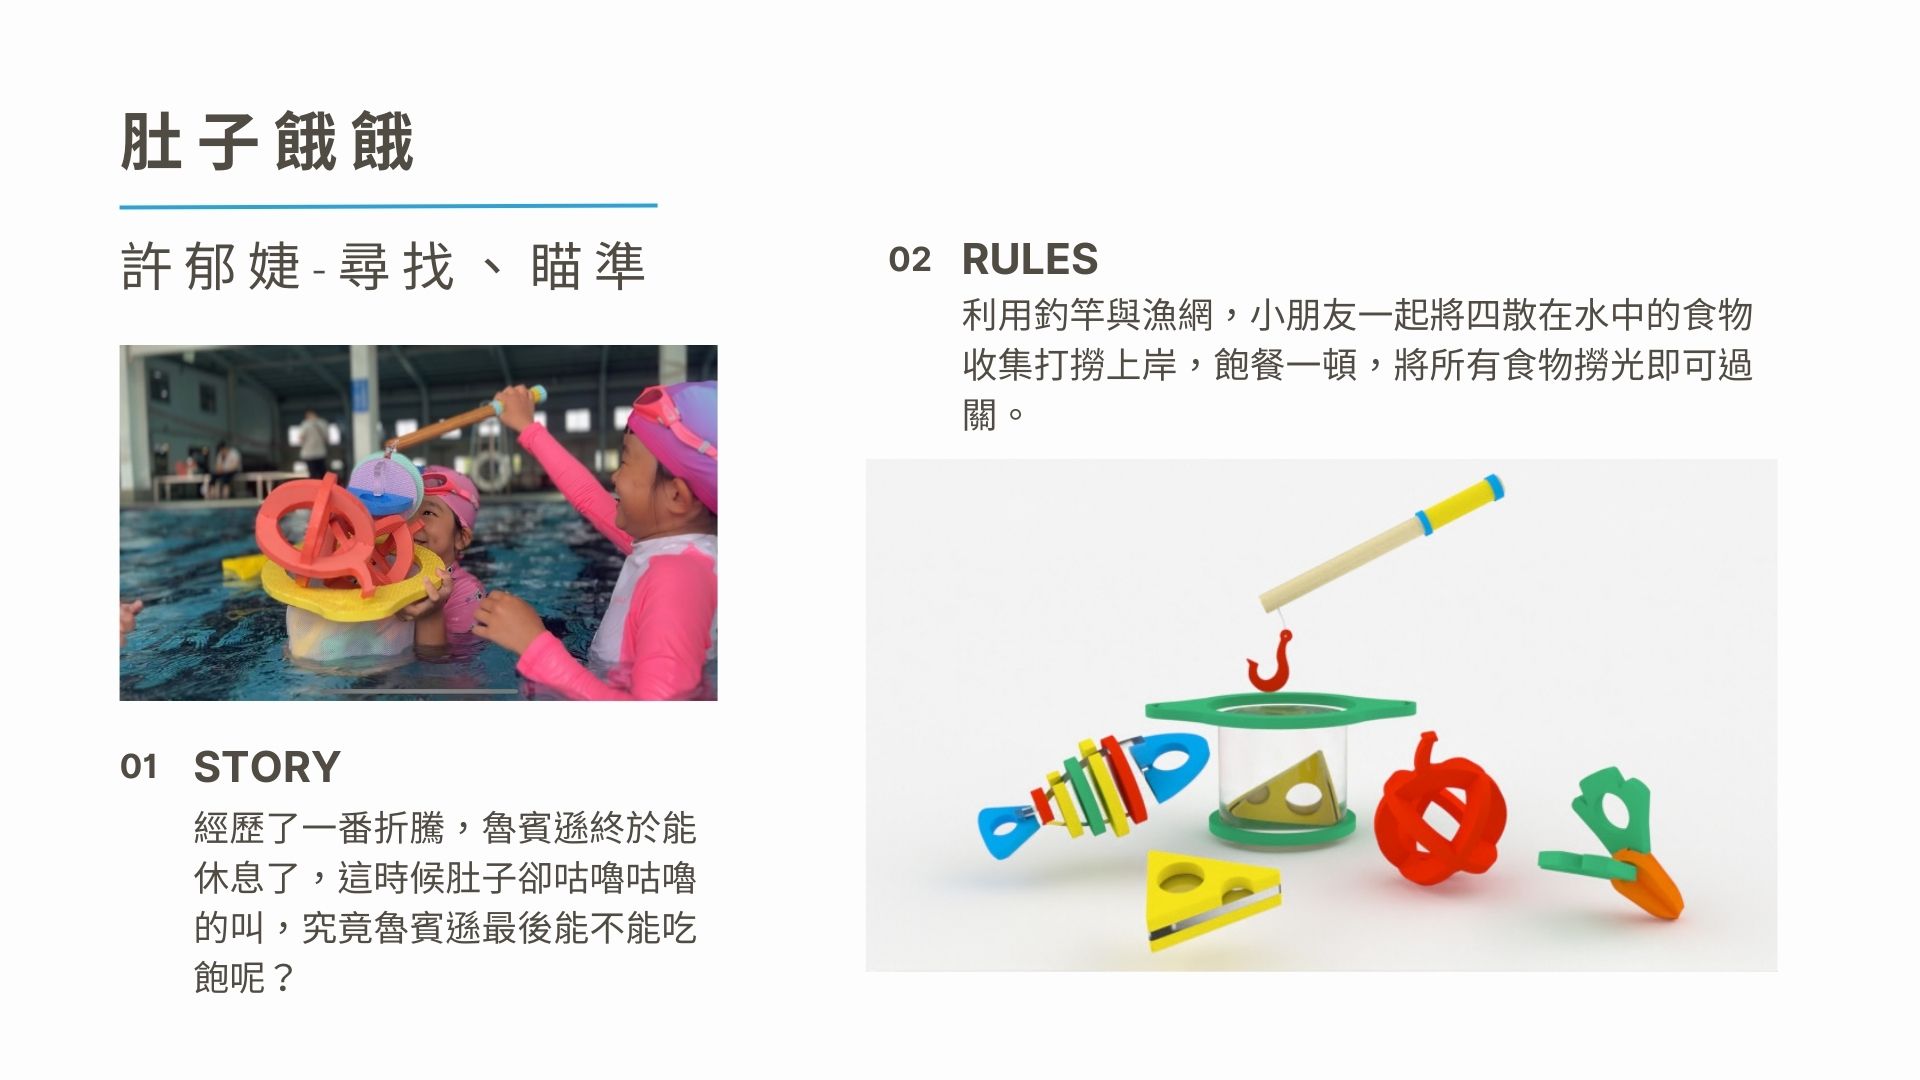 肚子餓餓
許郁婕-尋找、瞄準
01 STORY
經歷了一番折騰，魯賓遜終於能
休息了，這時候肚子卻咕嚕咕嚕
的叫，究竟魯賓遜最後能不能吃
飽呢？
02 RULES
利用釣竿與漁網，小朋友一起將四散在水中的食物
收集打撈上岸，飽餐一頓，將所有食物撈光即可過
關。